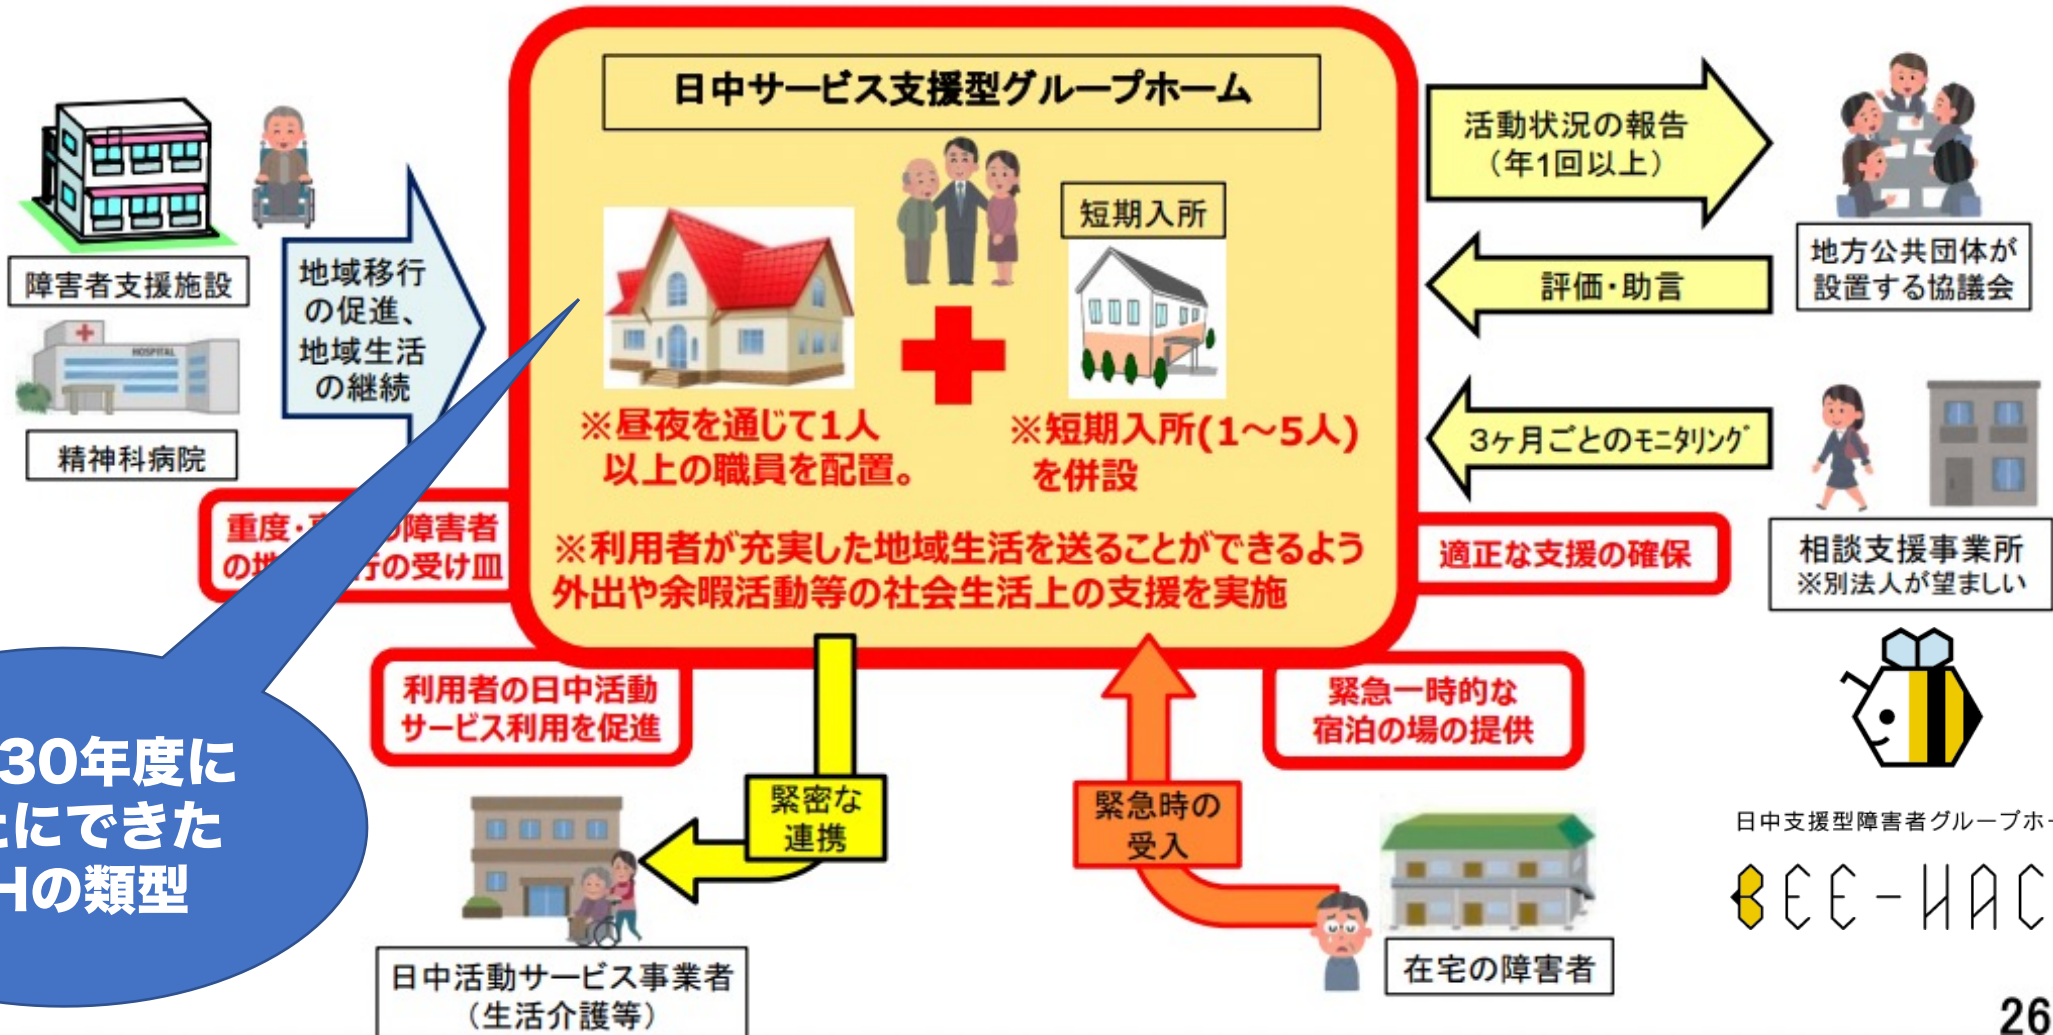 日中サービス支援型グループホーム
短期入所
※昼夜を通じて1人
以上の職員を配置。
※短期入所(1～5人)
を併設
※利用者が充実した地域生活を送ることができるよう
外出や余暇活動等の社会生活上の支援を実施
障害者支援施設
HOSPITAL
精神科病院
地域移行
の促進、
地域生活
の継続
重度・
障害者
の地
行の受け皿
活動状況の報告
（年1回以上）
評価・助言
地方公共団体が
設置する協議会
3ヶ月ごとのﾓﾆﾀﾘﾝｸﾞ
相談支援事業所
※別法人が望ましい
適正な支援の確保
利用者の日中活動
サービス利用を促進
緊急一時的な
宿泊の場の提供
緊密な
連携
緊急時の
受入
日中活動サービス事業者
（生活介護等）
在宅の障害者
30年度に
にできた
Hの類型
日中支援型障害者グループホー
BEE-HAC
26